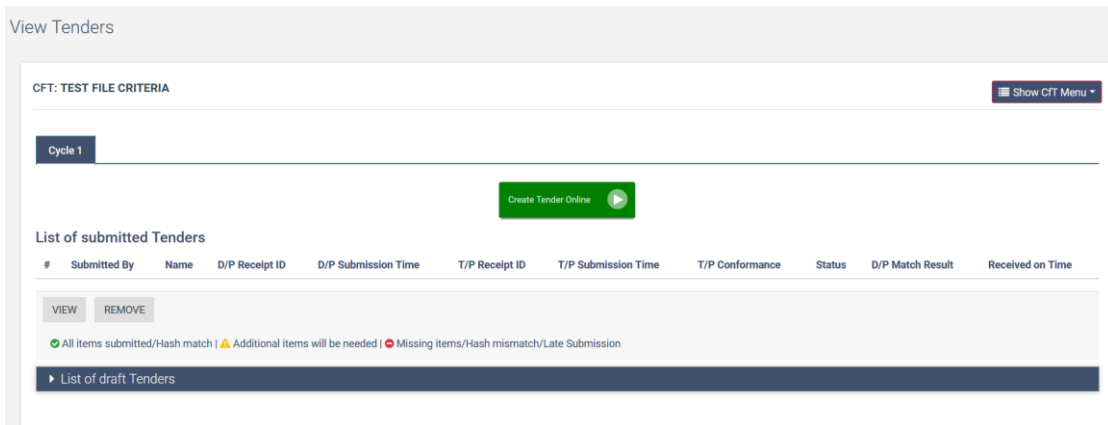 View Tenders
CFT: TEST FILE CRITERIA
Show CfT Menu
Cycle 1
Create Tender Online
List of submitted Tenders
# Submitted By Name D/P Receipt ID D/P Submission Time T/P Receipt ID T/P Submission Time T/P Conformance Status D/P Match Result Received on Time
VIEW REMOVE
All items submitted/Hash match | Additional items will be needed | Missing items/Hash mismatch/Late Submission
List of draft Tenders